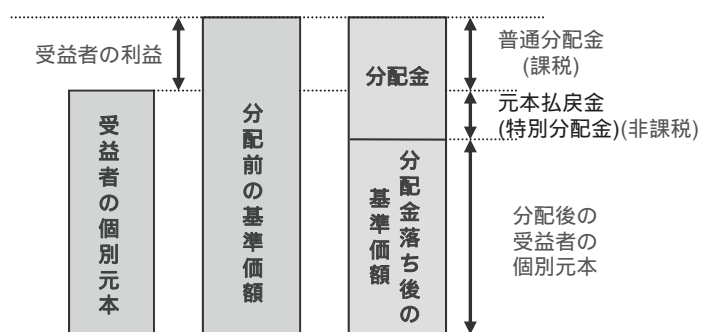 受益者の利益
普通分配金
(課税)
分配金
元本払戻金
(特別分配金)(非課税)
受益者の個別元本
分配前の基準価額
分配金落ち後の
基準価額
分配後の
受益者の
個別元本